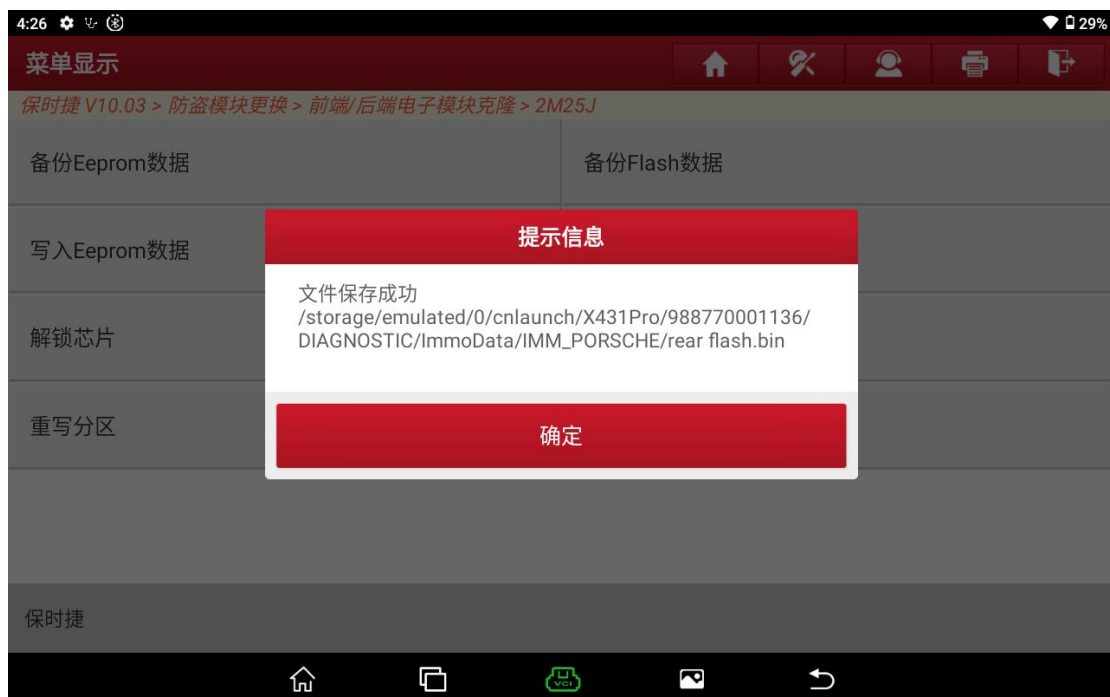 4:26 29%
菜单显示
保时捷 V10.03 > 防盗模块更换 > 前端/后端电子模块克隆 > 2M25J
备份Eeprom数据 备份Flash数据
写入Eeprom数据
提示信息
文件保存成功
/storage/emulated/0/cnlaunch/X431Pro/988770001136/
DIAGNOSTIC/ImmoData/IMM_PORSCHE/rear flash.bin
解锁芯片
重写分区
确定
保时捷
VCI